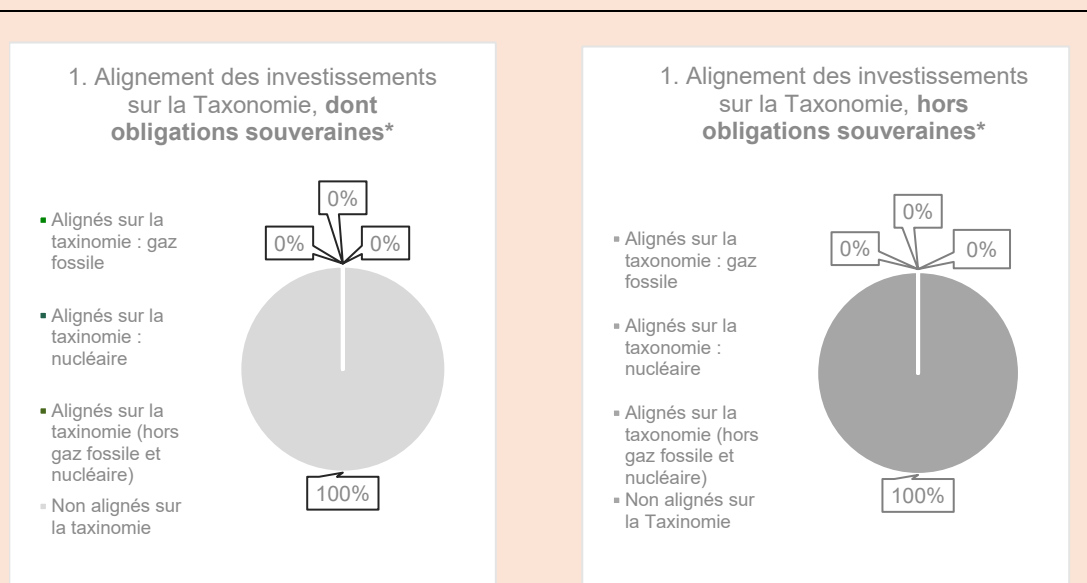 1. Alignement des investissements
sur la Taxonomie, dont
obligations souveraines*
0%
0%
0%
Alignés sur la
taxinomie : gaz
fossile
Alignés sur la
taxinomie :
nucléaire
Alignés sur la
taxinomie (hors
gaz fossile et
nucléaire)
Non alignés sur
la taxinomie
100%
1. Alignement des investissements
sur la Taxonomie, hors
obligations souveraines*
0%
0%
0%
Alignés sur la
taxonomie : gaz
fossile
Alignés sur la
taxonomie :
nucléaire
Alignés sur la
taxonomie (hors
gaz fossile et
nucléaire)
Non alignés sur
la Taxinomie
100%